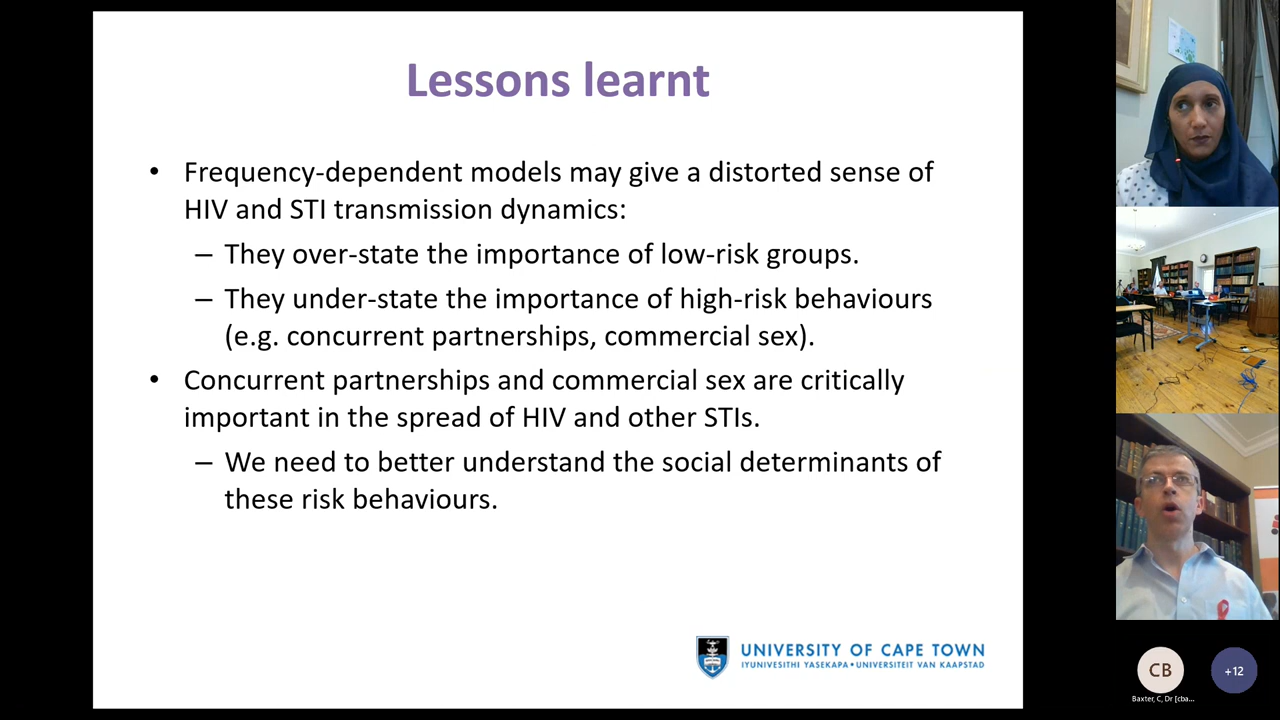 Lessons learnt
• Frequency-dependent models may give a distorted sense of
HIV and STI transmission dynamics:
– They over-state the importance of low-risk groups.
– They under-state the importance of high-risk behaviours
(e.g. concurrent partnerships, commercial sex).
• Concurrent partnerships and commercial sex are critically
important in the spread of HIV and other STIs.
– We need to better understand the social determinants of
these risk behaviours.
UNIVERSITY OF CAPE TOWN
IYUNIVESITHI YASEKAPA • UNIVERSITEIT VAN KAAPSTAD
CB
+12
Baxter, C, Dr [cba...